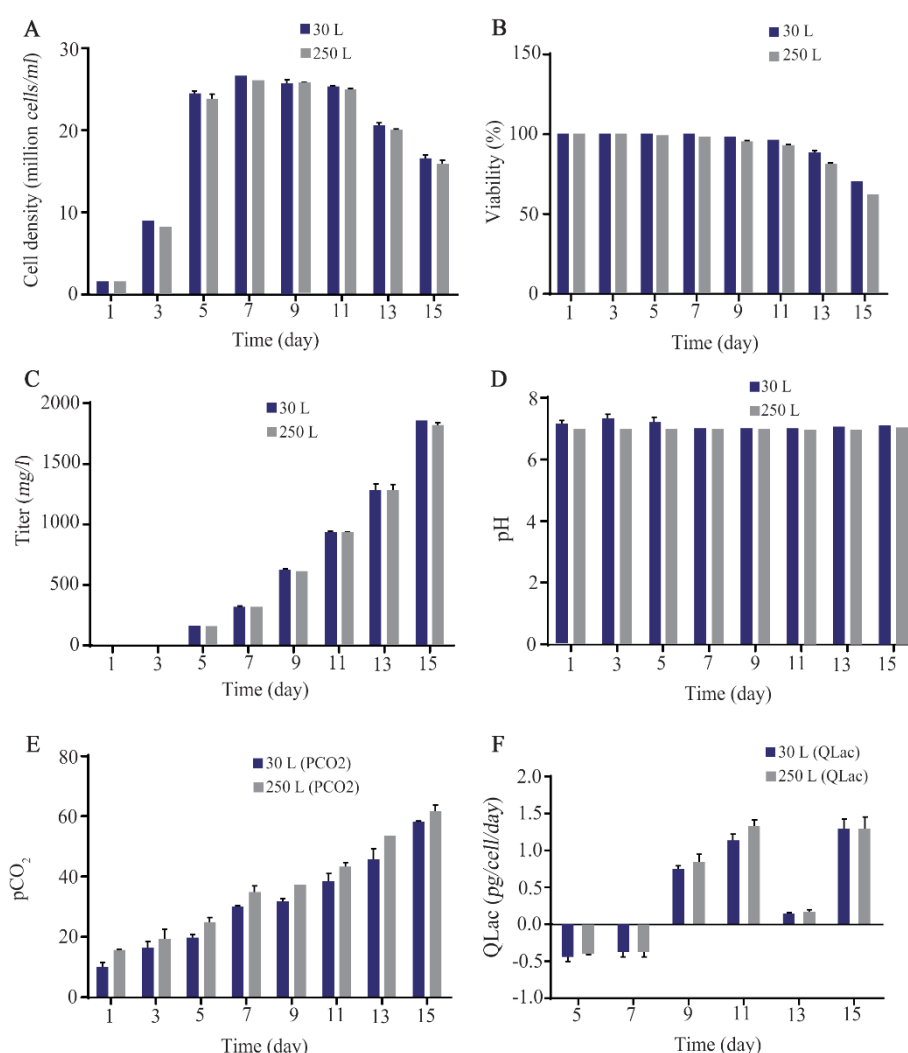 A
30 L
250 L
Cell density (million cells/ml)
30
20
10
0
1 3 5 7 9 11 13 15
Time (day)
B
30 L
250 L
Viability (%)
150
100
50
0
1 3 5 7 9 11 13 15
Time (day)
C
30 L
250 L
Titer (mg/l)
2000
1500
1000
500
0
1 3 5 7 9 11 13 15
Time (day)
D
30 L
250 L
pH
8
6
4
2
0
1 3 5 7 9 11 13 15
Time (day)
E
30 L (PCO2)
250 L (PCO2)
pCO₂
80
60
40
20
0
1 3 5 7 9 11 13 15
Time (day)
F
30 L (QLac)
250 L (QLac)
QLac (pg/cell/day)
2.0
1.5
1.0
0.0
-0.5
-1.0
5 7 9 11 13 15
Time (day)